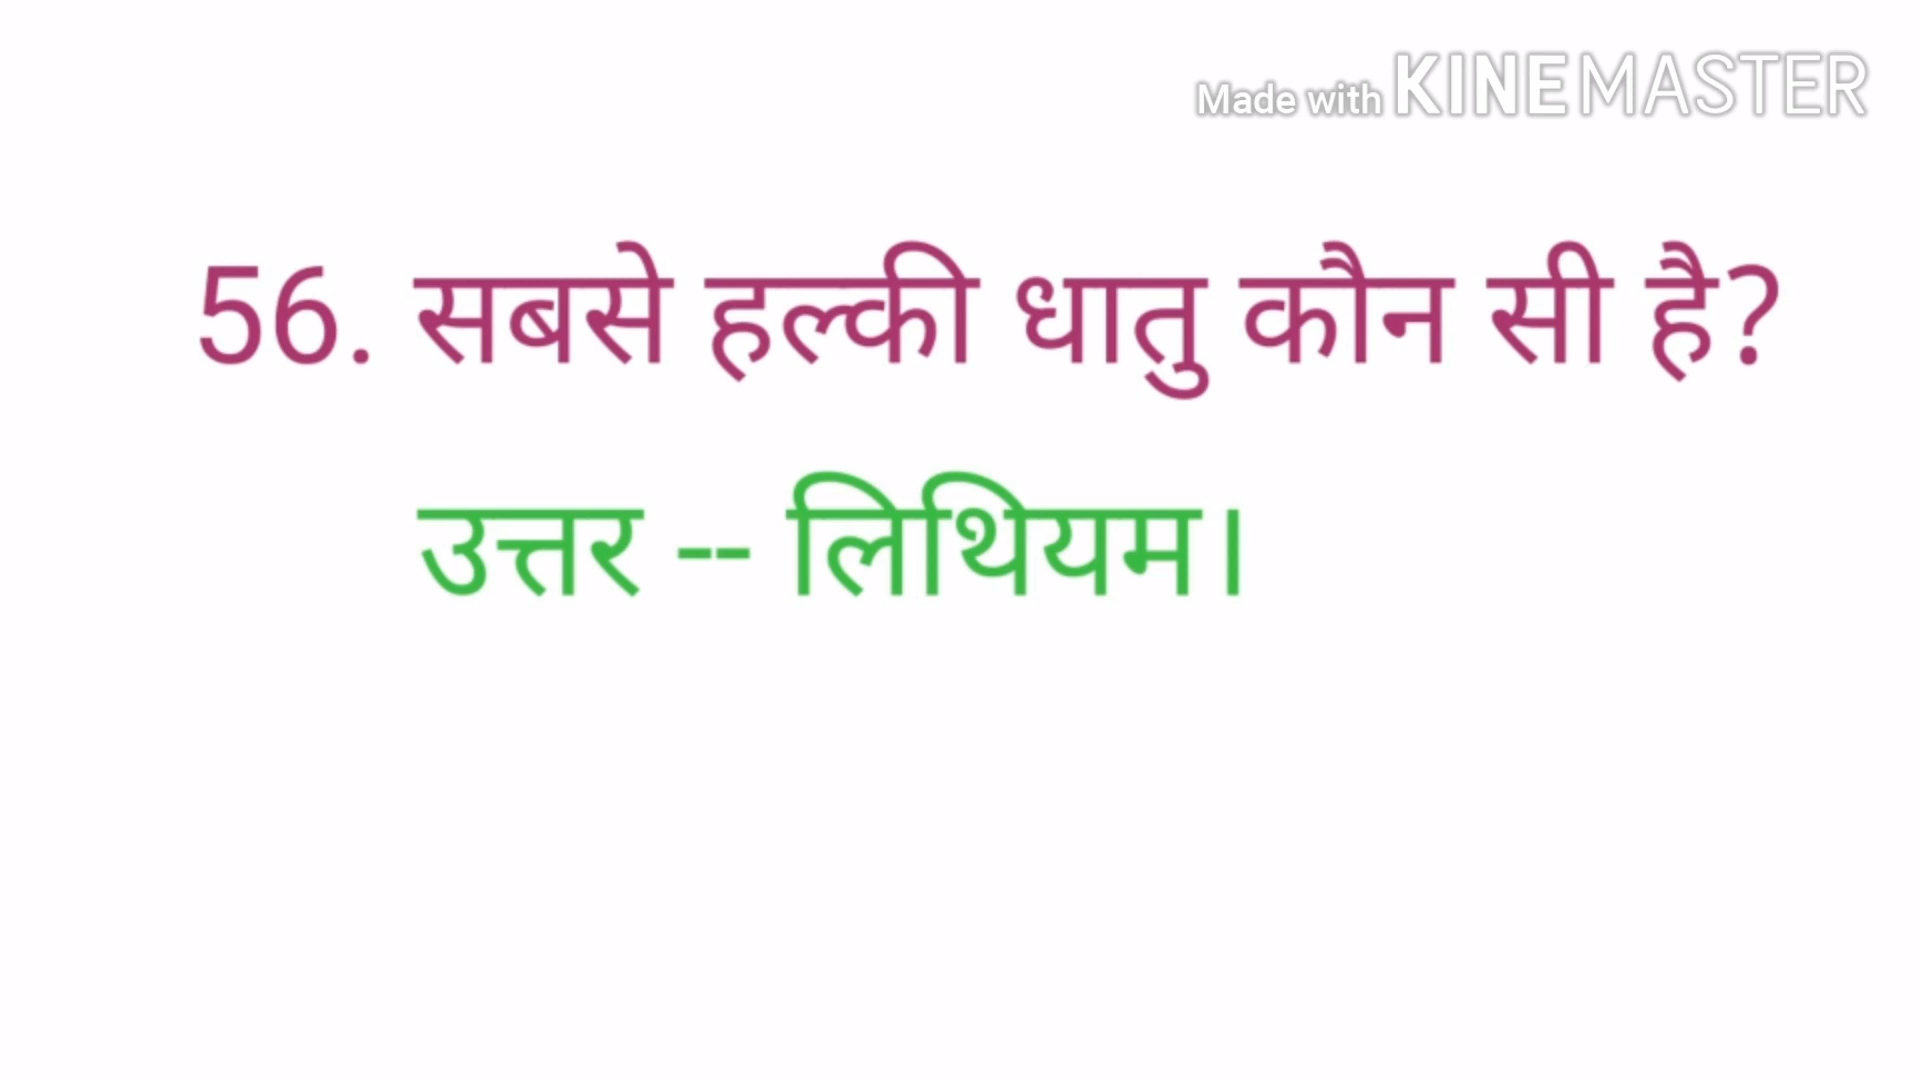 Made with KINEMASTER
56. सबसे हल्की धातु कौन सी है?
उत्तर -- लिथियम।